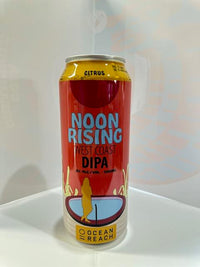 CITRUS
NOON
RISING
WEST COAST
DIPA
OCEAN
REACH